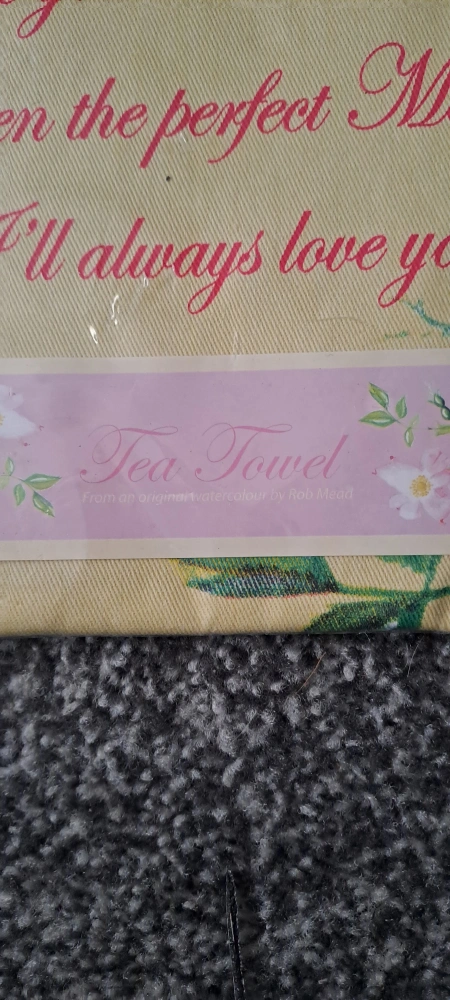 en the perfect M
I'll always love yo
Tea Towel
From an original watercolour by Rob Mead